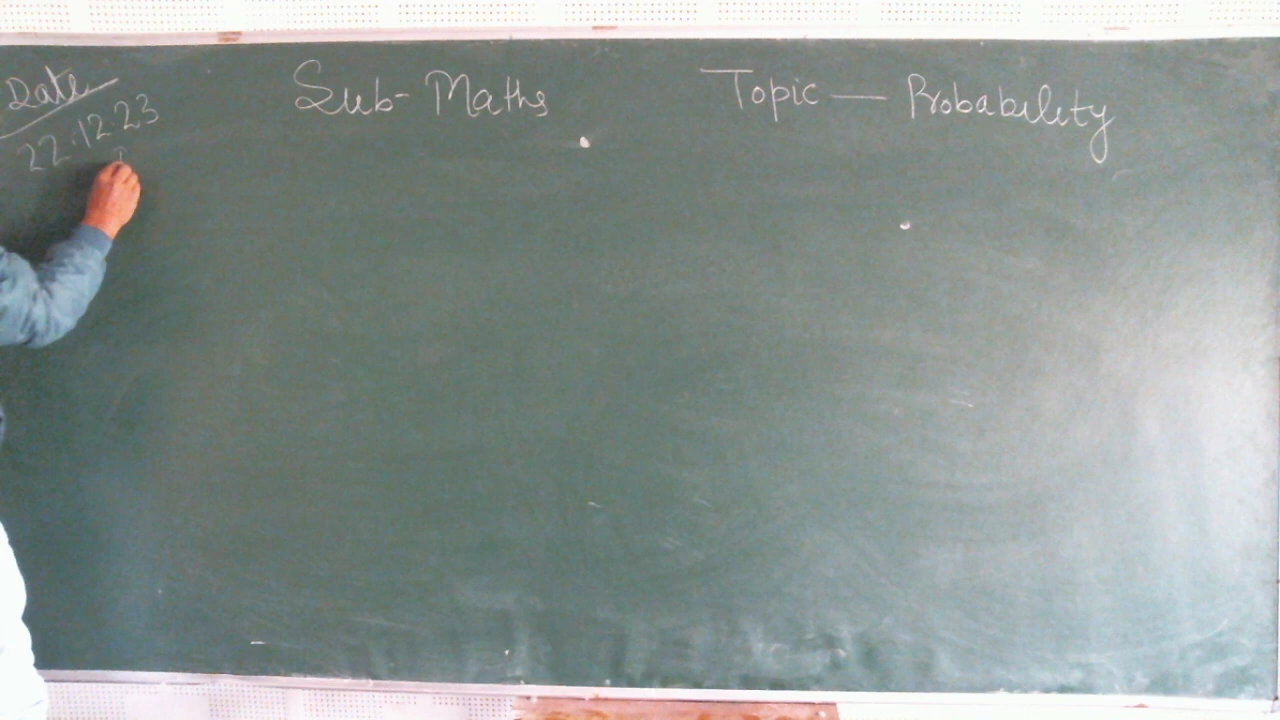 Date
22.12.23
Sub- Maths
Topic — Probability